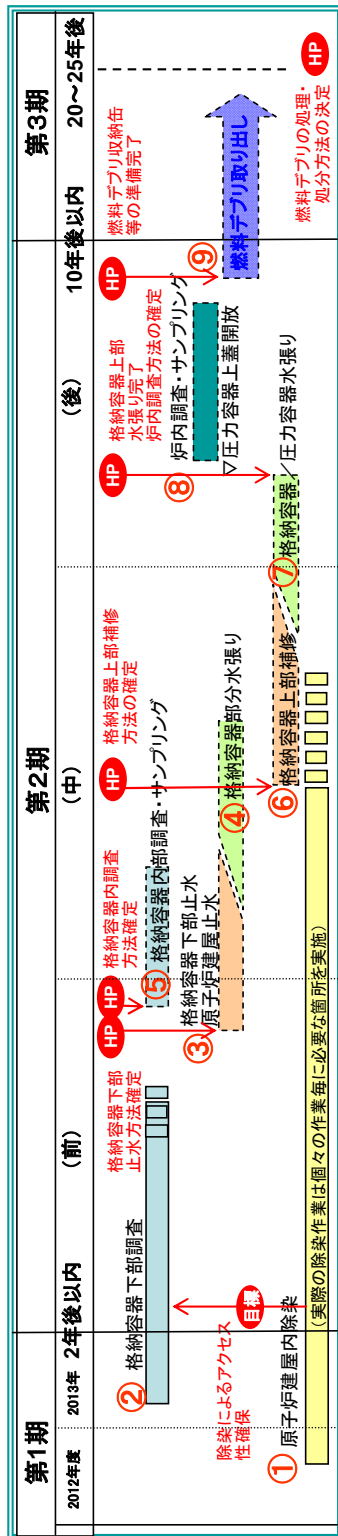 第1期
第2期
第3期
2012年度
2013年
2年後以内
(前)
(中)
(後)
10年後以内
20～25年後
格納容器下部
止水方法確定
格納容器内調査
方法確定
格納容器上部補修
方法の確定
格納容器上部
水張り完了
炉内調査方法の確定
燃料デブリ収納缶
等の準備完了
HP
HP
HP
HP
HP
② 格納容器下部調査
⑤ 格納容器内部調査・サンプリング
⑧ 炉内調査・サンプリング
▽圧力容器上蓋開放
⑨
燃料デブリ取り出し
除染によるアクセス
性確保
目標
③
格納容器下部止水
原子炉建屋止水
④ 格納容器部分水張り
① 原子炉建屋内除染
(実際の除染作業は個々の作業毎に必要な箇所を実施)
⑥ 格納容器上部補修
⑦ 格納容器／圧力容器水張り
HP
燃料デブリの処理・
処分方法の決定